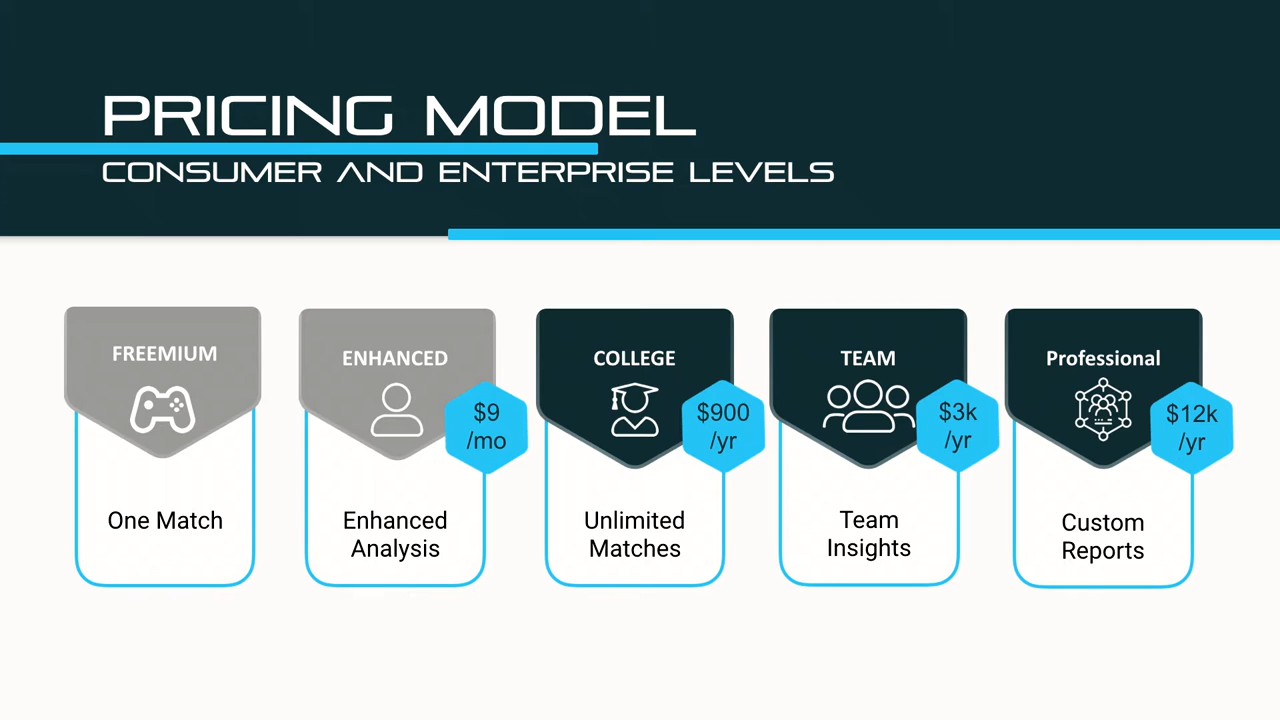 PRICING MODEL
CONSUMER AND ENTERPRISE LEVELS
FREEMIUM
One Match
ENHANCED
$9
/mo
Enhanced
Analysis
COLLEGE
$900
/yr
Unlimited
Matches
TEAM
$3k
/yr
Team
Insights
Professional
$12k
/yr
Custom
Reports